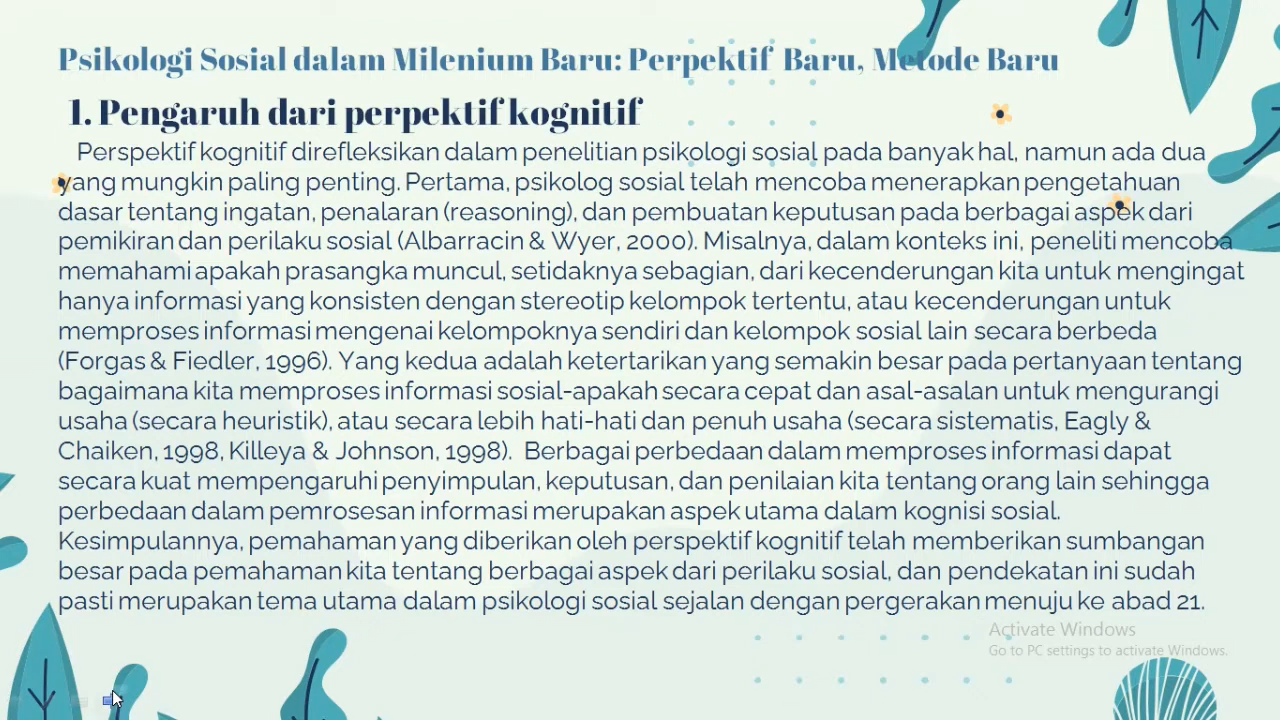 Psikologi Sosial dalam Milenium Baru: Perpektif Baru, Metode Baru
1. Pengaruh dari perpektif kognitif
Perspektif kognitif direfleksikan dalam penelitian psikologi sosial pada banyak hal, namun ada dua
yang mungkin paling penting. Pertama, psikolog sosial telah mencoba menerapkan pengetahuan
dasar tentang ingatan, penalaran (reasoning), dan pembuatan keputusan pada berbagai aspek dari
pemikiran dan perilaku sosial (Albarracin & Wyer, 2000). Misalnya, dalam konteks ini, peneliti mencoba
memahami apakah prasangka muncul, setidaknya sebagian, dari kecenderungan kita untuk mengingat
hanya informasi yang konsisten dengan stereotip kelompok tertentu, atau kecenderungan untuk
memproses informasi mengenai kelompoknya sendiri dan kelompok sosial lain secara berbeda
(Forgas & Fiedler, 1996). Yang kedua adalah ketertarikan yang semakin besar pada pertanyaan tentang
bagaimana kita memproses informasi sosial-apakah secara cepat dan asal-asalan untuk mengurangi
usaha (secara heuristik), atau secara lebih hati-hati dan penuh usaha (secara sistematis, Eagly &
Chaiken, 1998, Killeya & Johnson, 1998). Berbagai perbedaan dalam memproses informasi dapat
secara kuat mempengaruhi penyimpulan, keputusan, dan penilaian kita tentang orang lain sehingga
perbedaan dalam pemrosesan informasi merupakan aspek utama dalam kognisi sosial.
Kesimpulannya, pemahaman yang diberikan oleh perspektif kognitif telah memberikan sumbangan
besar pada pemahaman kita tentang berbagai aspek dari perilaku sosial, dan pendekatan ini sudah
pasti merupakan tema utama dalam psikologi sosial sejalan dengan pergerakan menuju ke abad 21.
Activate Windows
Go to PC settings to activate Windows.